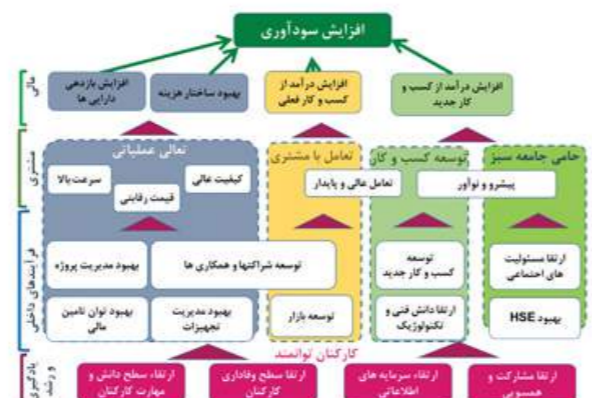 افزایش سودآوری
مالی
افزایش درآمد از کسب و
کار جدید
افزایش درآمد از
کسب و کار فعلی
بهبود ساختار هزینه
افزایش بازدهی
دارایی ها
مشتری
حامی جامعه سبز
توسعه کسب و کار
تعامل با مشتری
تعالی عملیاتی
پیشرو و نوآور
تعامل عالی و پایدار
کیفیت عالی
قیمت رقابتی
سرعت بالا
فرآیندهای داخلی
ارتقا مسئولیت
های اجتماعی
توسعه
کسب و کار جدید
توسعه شراکتها و همکاری ها
بهبود مدیریت پروژه
بهبود HSE
ارتقا دانش فنی و
تکنولوژیک
توسعه بازار
بهبود مدیریت
تجهیزات
بهبود توان تامین
مالی
کارکنان توانمند
یادگیری
و رشد
ارتقا مشارکت و
همسویی
ارتقاء سرمایه های
اطلاعاتی
ارتقا سطح وفاداری
کارکنان
ارتقاء سطح دانش و
مهارت کارکنان